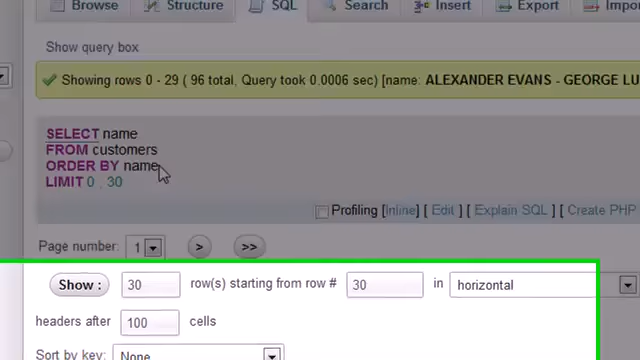 Browse Structure SQL Search Insert Export Impor
Show query box
Showing rows 0 - 29 ( 96 total, Query took 0.0006 sec) [name: ALEXANDER EVANS - GEORGE LU
SELECT name
FROM customers
ORDER BY name
LIMIT 0 , 30
Profiling [Inline] [ Edit ] [ Explain SQL ] [ Create PHP
Page number: 1 > >>
Show : 30 row(s) starting from row # 30 in horizontal
headers after 100 cells
Sort by key: None